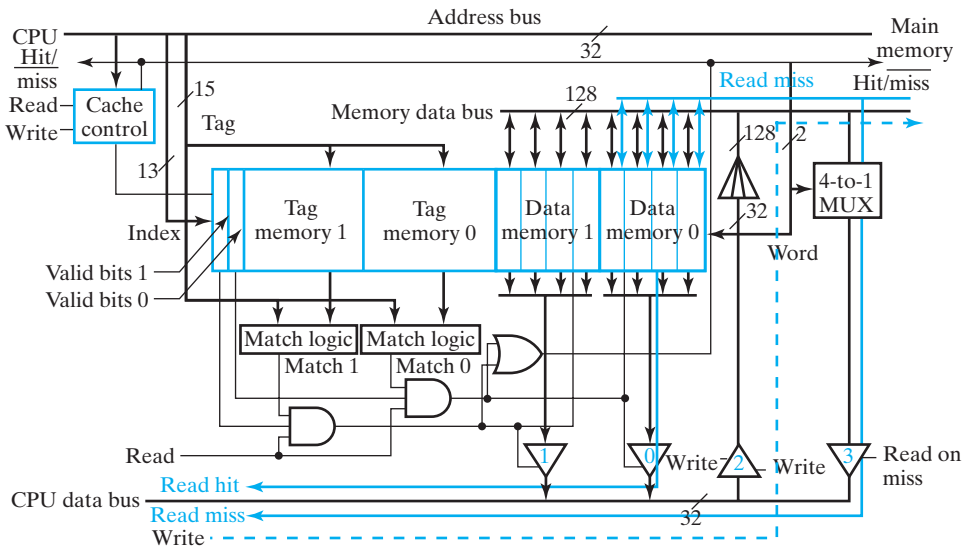 Address bus
CPU
32
Main
memory
Hit/
miss
Hit/miss
Read miss
15
Read
Write
Cache
control
Tag
Memory data bus
128
128
2
13
4-to-1
MUX
32
Tag
memory 1
Tag
memory 0
Data
memory 1
Data
memory 0
Index
Word
Valid bits 1
Valid bits 0
Match logic
Match logic
Match 1
Match 0
Read
1
0
Write
2
Write
3
Read on
miss
Read hit
CPU data bus
32
Read miss
Write